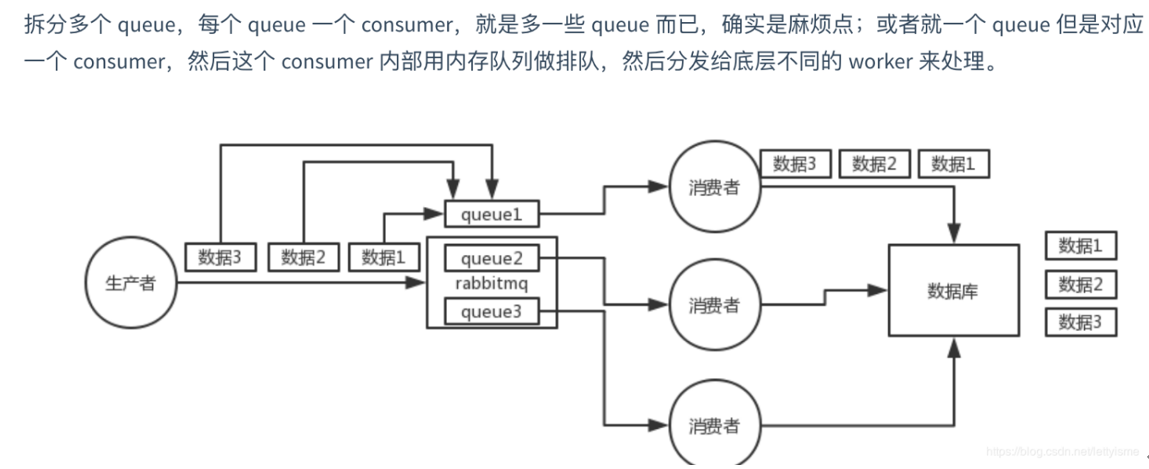 拆分多个 queue，每个 queue 一个 consumer，就是多一些 queue 而已，确实是麻烦点；或者就一个 queue 但是对应
一个 consumer，然后这个 consumer 内部用内存队列做排队，然后分发给底层不同的 worker 来处理。
数据3 数据2 数据1
消费者
queue1
数据3 数据2 数据1
数据1
queue2
生产者
rabbitmq
数据库
数据2
queue3
消费者
数据3
消费者
https://blog.csdn.net/lettyisme